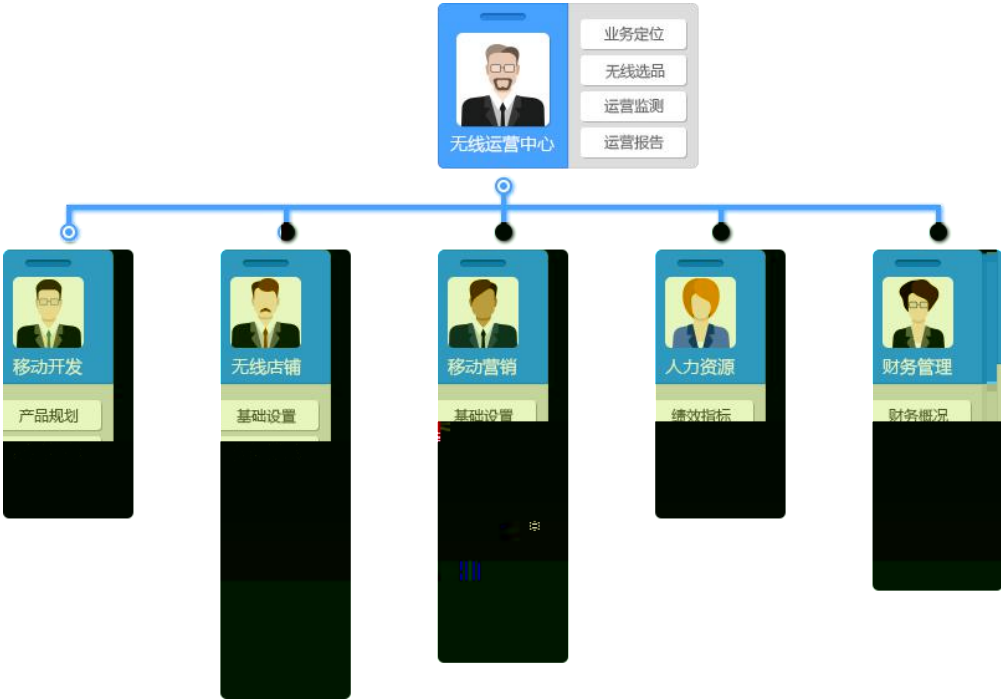 业务定位
无线选品
运营监测
运营报告
无线运营中心
移动开发
产品规划
无线店铺
基础设置
移动营销
基础设置
人力资源
绩效指标
财务管理
财务概况